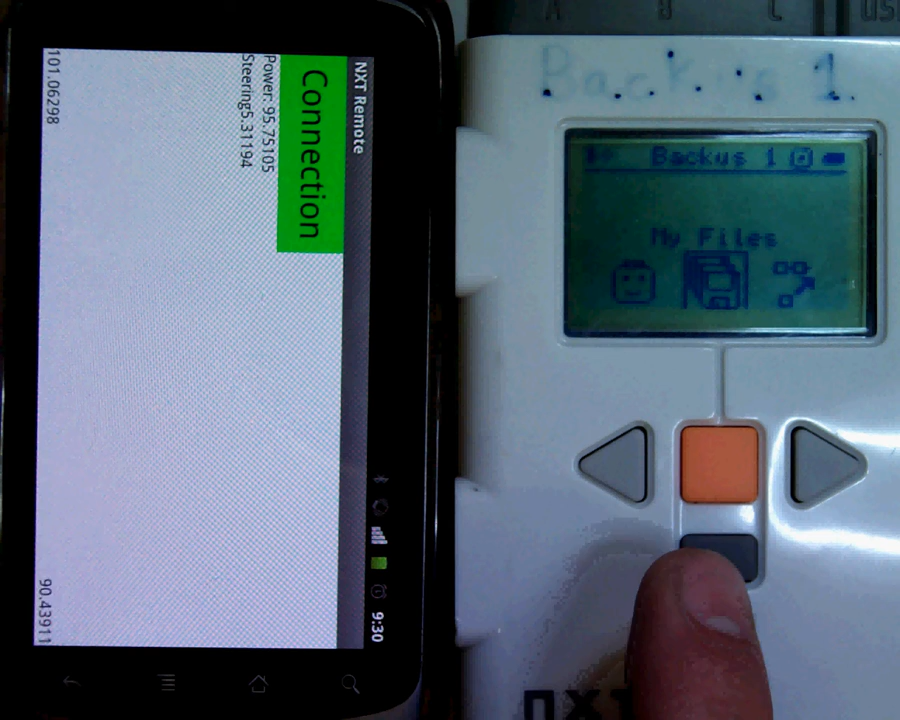 NXT Remote
9:30
Connection
Power: 95.75105
Steering5.31194
101.06298
90.43911
A B C
Backus 1.
Backus 1
My Files